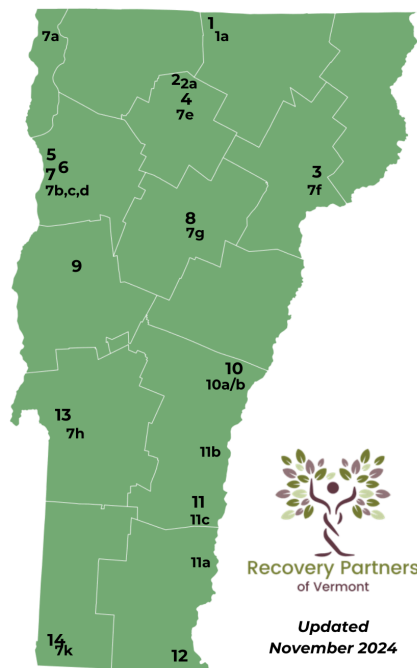 1
7a
1a
2 2a
4
7e
5
6
7
7b,c,d
3
7f
8
7g
9
10
10a/b
13
7h
11b
11
11c
11a
Recovery Partners
of Vermont
Updated
November 2024
14
7k
12